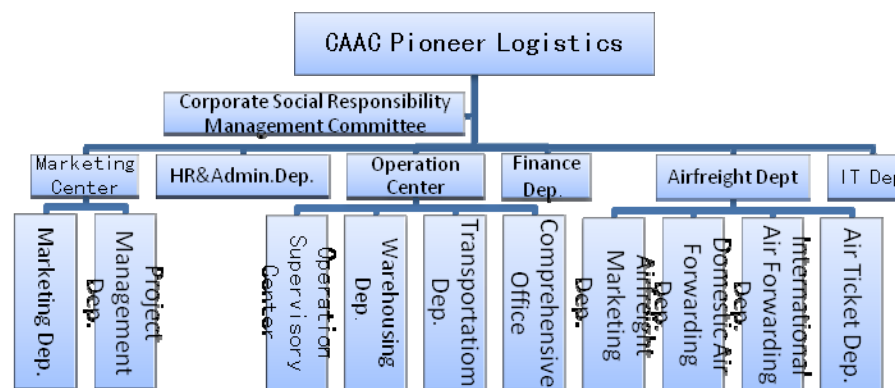 CAAC Pioneer Logistics
Corporate Social Responsibility
Management Committee
Marketing
Center
HR&Admin.Dep.
Operation
Center
Finance
Dep.
Airfreight Dept
IT Dep
Marketing Dep.
Project
Management
Dep.
Operation
Supervisory
Center
Warehousing
Dep.
Transportatiom
Dep.
Comprehensive
Office
Airfreight
Marketing
Dep.
Domestic Air
Forwarding
Dep.
International
Air Forwarding
Dep.
Air Ticket Dep.